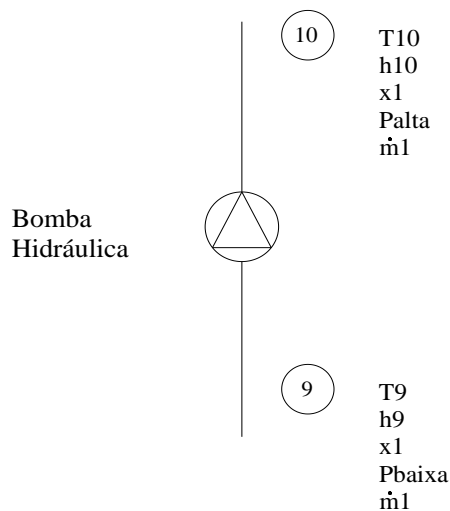 10
T10
h10
x1
Palta
ṁ1
Bomba
Hidráulica
9
T9
h9
x1
Pbaixa
ṁ1